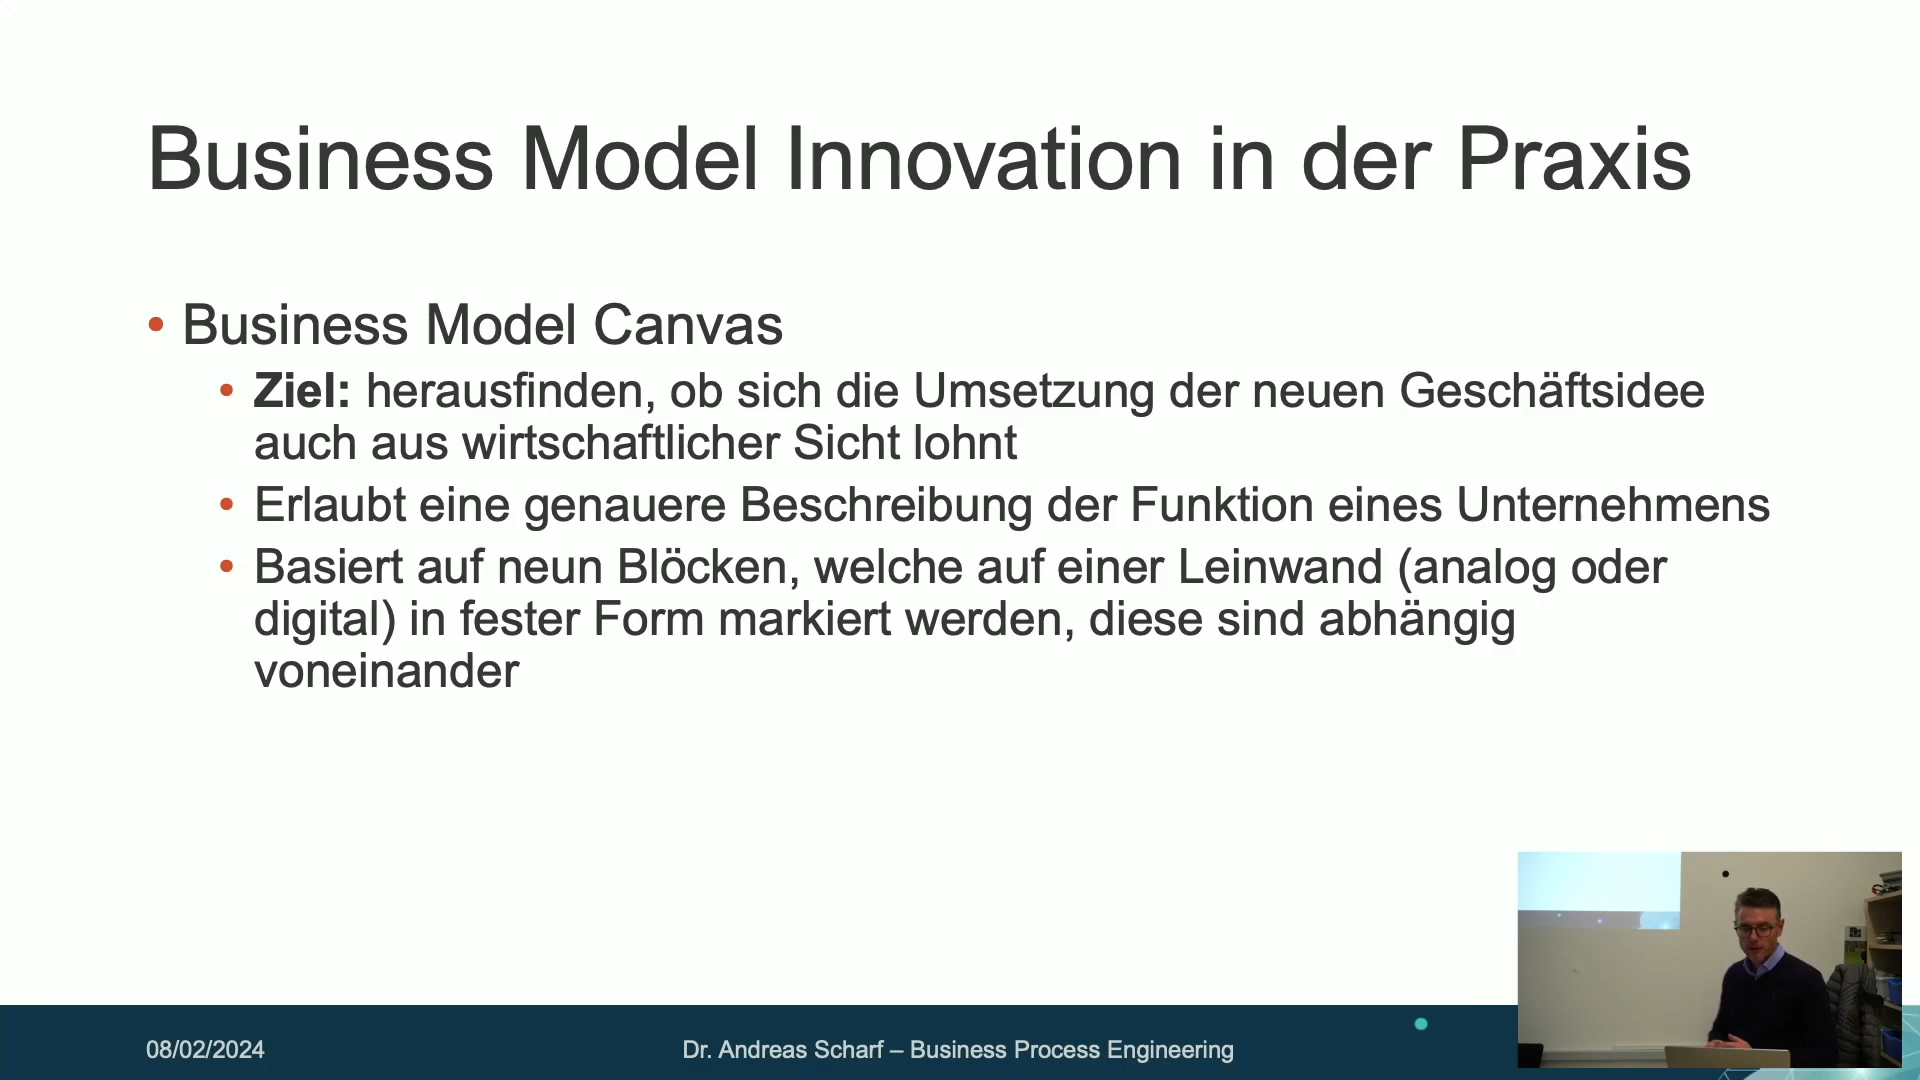 Business Model Innovation in der Praxis
• Business Model Canvas
• Ziel: herausfinden, ob sich die Umsetzung der neuen Geschäftsidee
auch aus wirtschaftlicher Sicht lohnt
• Erlaubt eine genauere Beschreibung der Funktion eines Unternehmens
• Basiert auf neun Blöcken, welche auf einer Leinwand (analog oder
digital) in fester Form markiert werden, diese sind abhängig
voneinander
08/02/2024
Dr. Andreas Scharf – Business Process Engineering